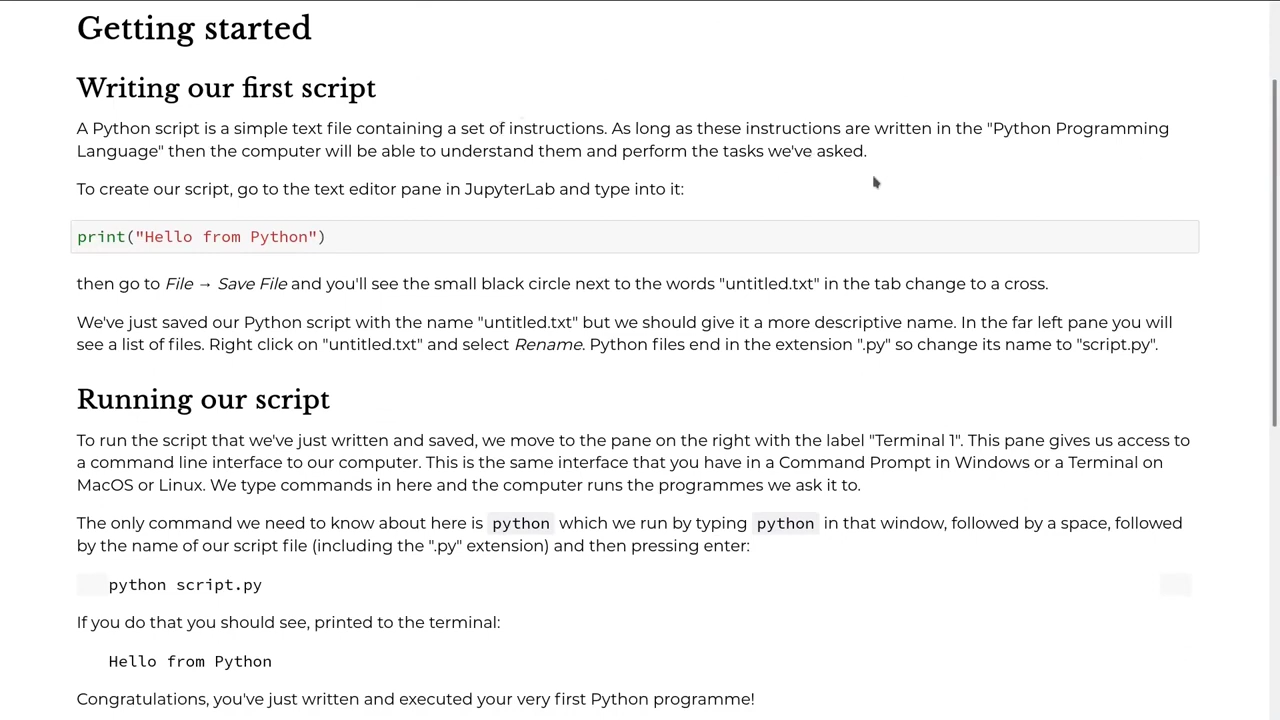 Getting started
Writing our first script
A Python script is a simple text file containing a set of instructions. As long as these instructions are written in the "Python Programming
Language" then the computer will be able to understand them and perform the tasks we've asked.
To create our script, go to the text editor pane in JupyterLab and type into it:
print("Hello from Python")
then go to File → Save File and you'll see the small black circle next to the words "untitled.txt" in the tab change to a cross.
We've just saved our Python script with the name "untitled.txt" but we should give it a more descriptive name. In the far left pane you will
see a list of files. Right click on "untitled.txt" and select Rename. Python files end in the extension ".py" so change its name to "script.py".
Running our script
To run the script that we've just written and saved, we move to the pane on the right with the label "Terminal 1". This pane gives us access to
a command line interface to our computer. This is the same interface that you have in a Command Prompt in Windows or a Terminal on
MacOS or Linux. We type commands in here and the computer runs the programmes we ask it to.
The only command we need to know about here is python which we run by typing python in that window, followed by a space, followed
by the name of our script file (including the ".py" extension) and then pressing enter:
python script.py
If you do that you should see, printed to the terminal:
Hello from Python
Congratulations, you've just written and executed your very first Python programme!